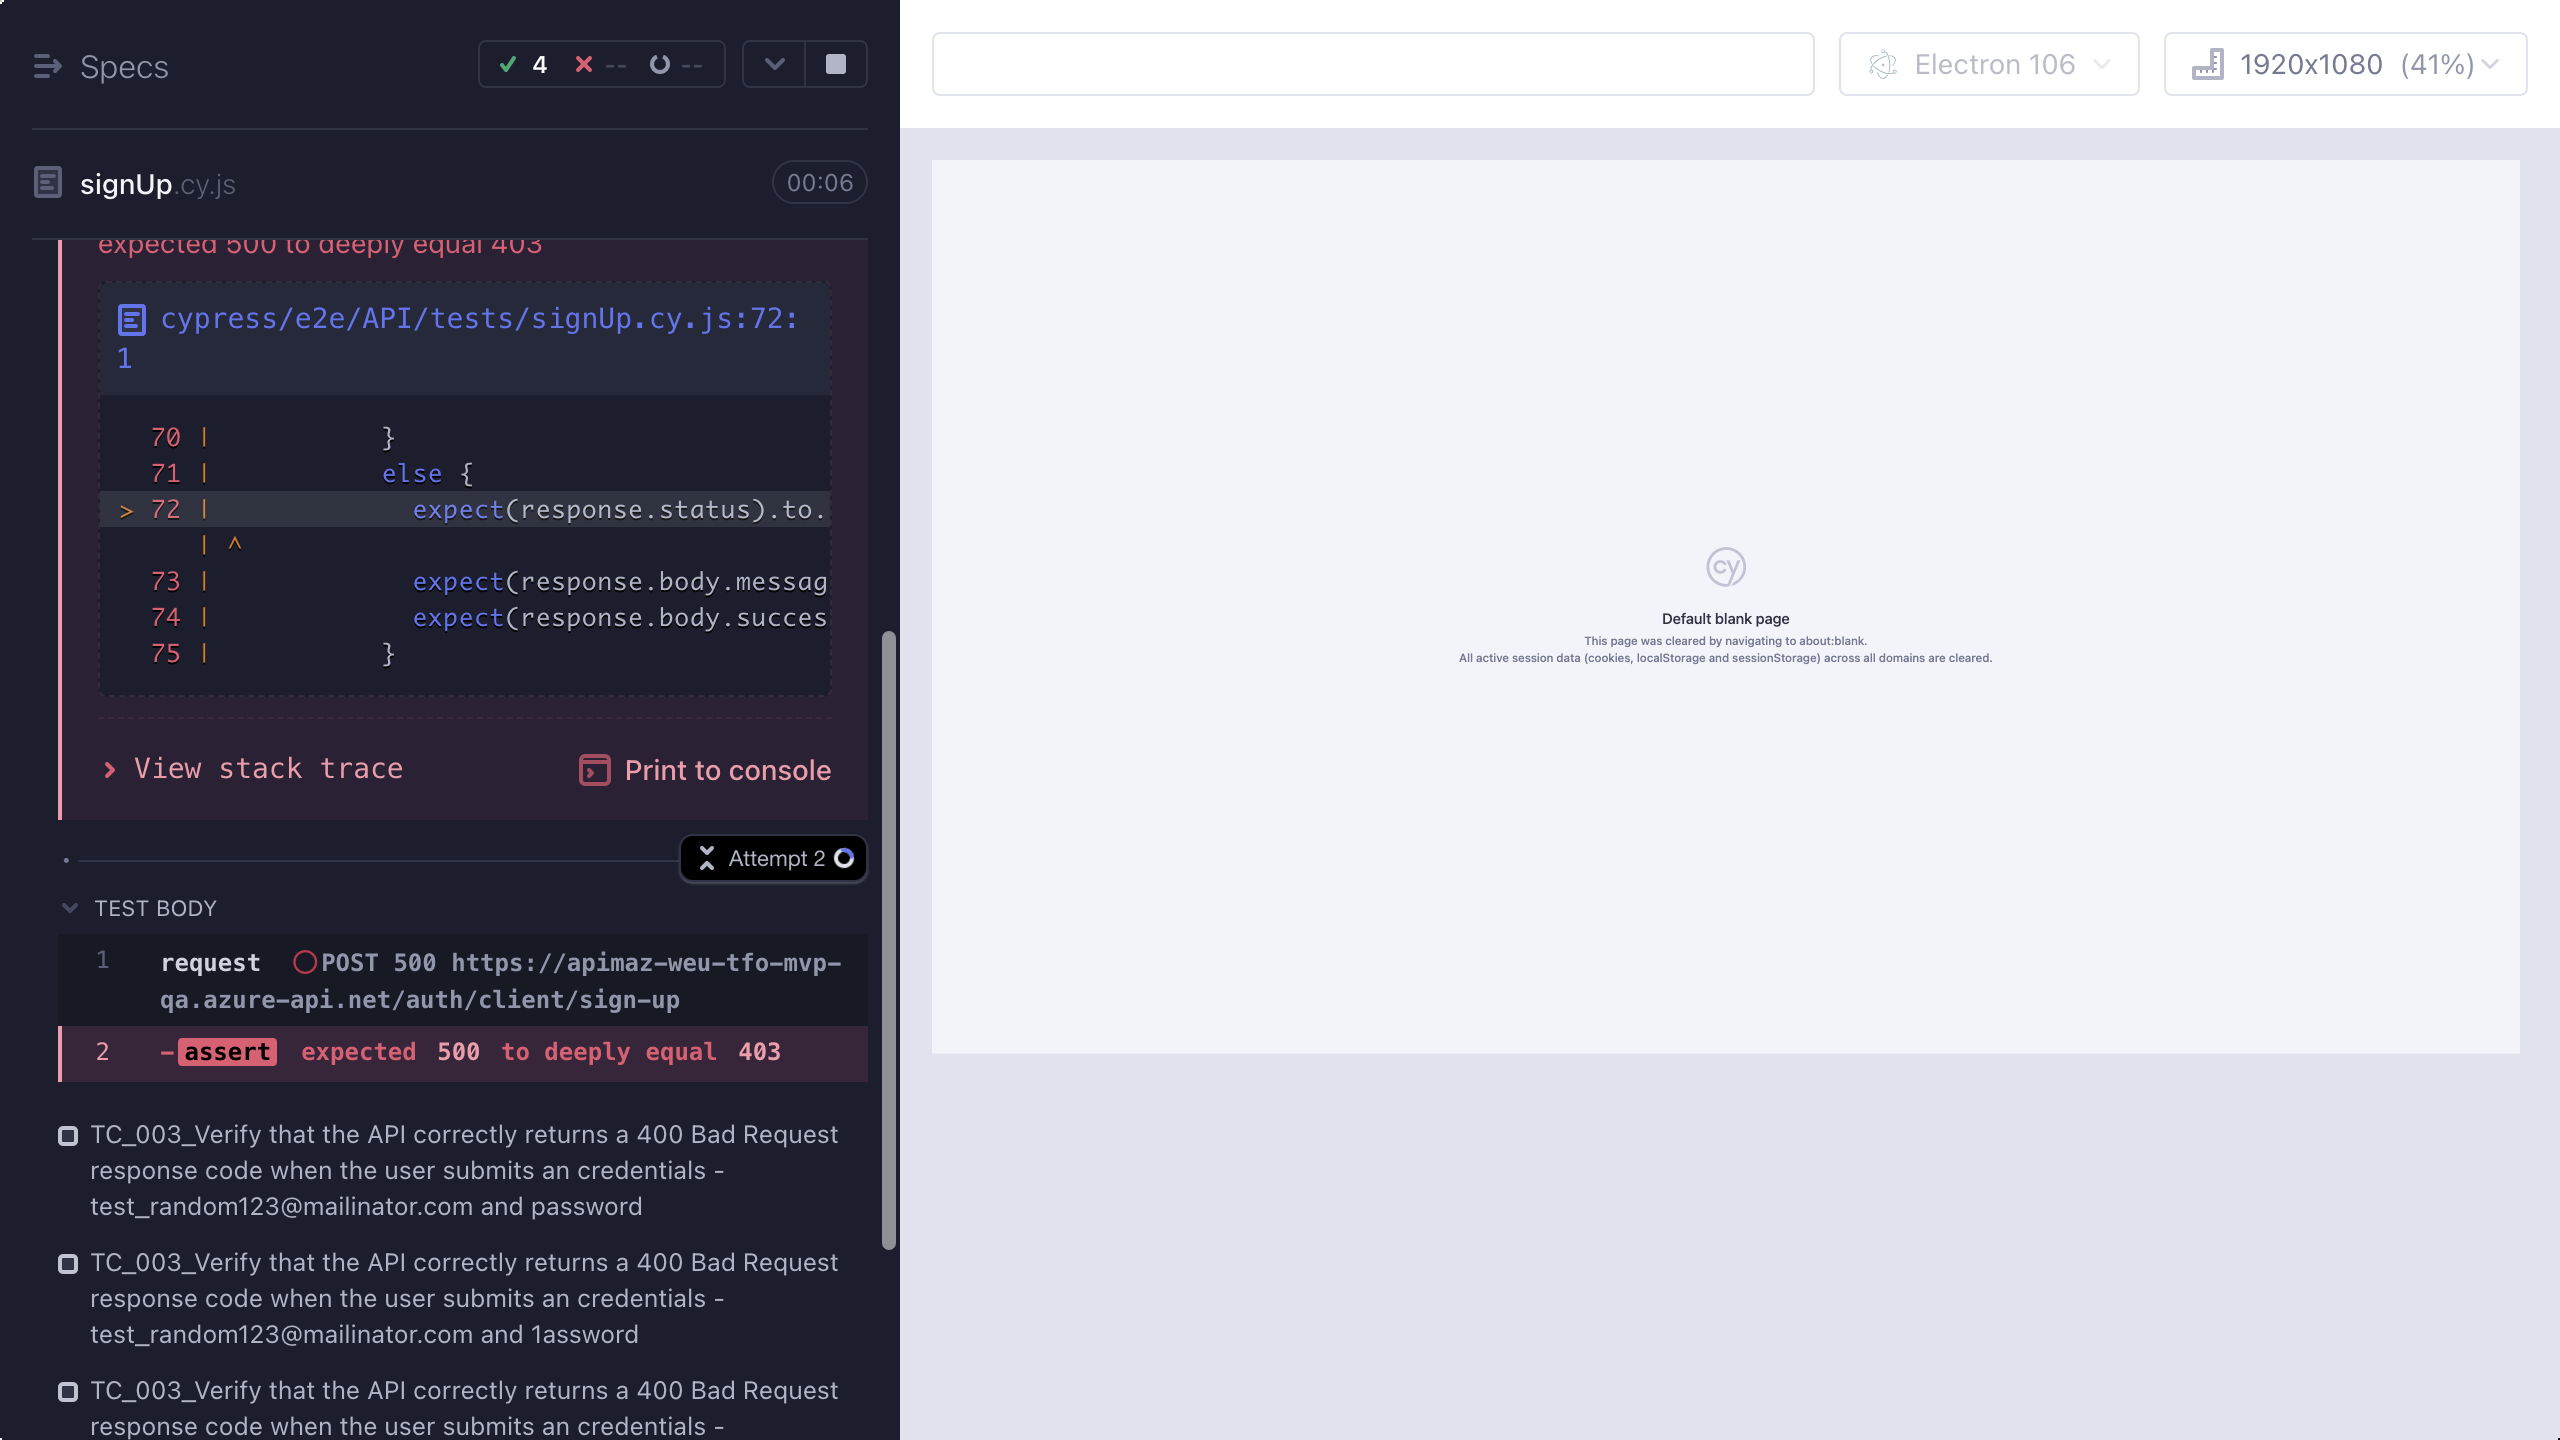 Specs
4 -- --
signUp.cy.js
00:06
expected 500 to deeply equal 403
cypress/e2e/API/tests/signUp.cy.js:72:
1
70 | }
71 | else {
> 72 | expect(response.status).to.
| ^
73 | expect(response.body.messag
74 | expect(response.body.succes
75 | }
View stack trace
Print to console
Attempt 2
TEST BODY
1 request POST 500 https://apimaz-weu-tfo-mvp-
qa.azure-api.net/auth/client/sign-up
2 -assert expected 500 to deeply equal 403
TC_003_Verify that the API correctly returns a 400 Bad Request
response code when the user submits an credentials -
test_random123@mailinator.com and password
TC_003_Verify that the API correctly returns a 400 Bad Request
response code when the user submits an credentials -
test_random123@mailinator.com and 1assword
TC_003_Verify that the API correctly returns a 400 Bad Request
response code when the user submits an credentials -
Electron 106
1920x1080 (41%)
cy
Default blank page
This page was cleared by navigating to about:blank.
All active session data (cookies, localStorage and sessionStorage) across all domains are cleared.